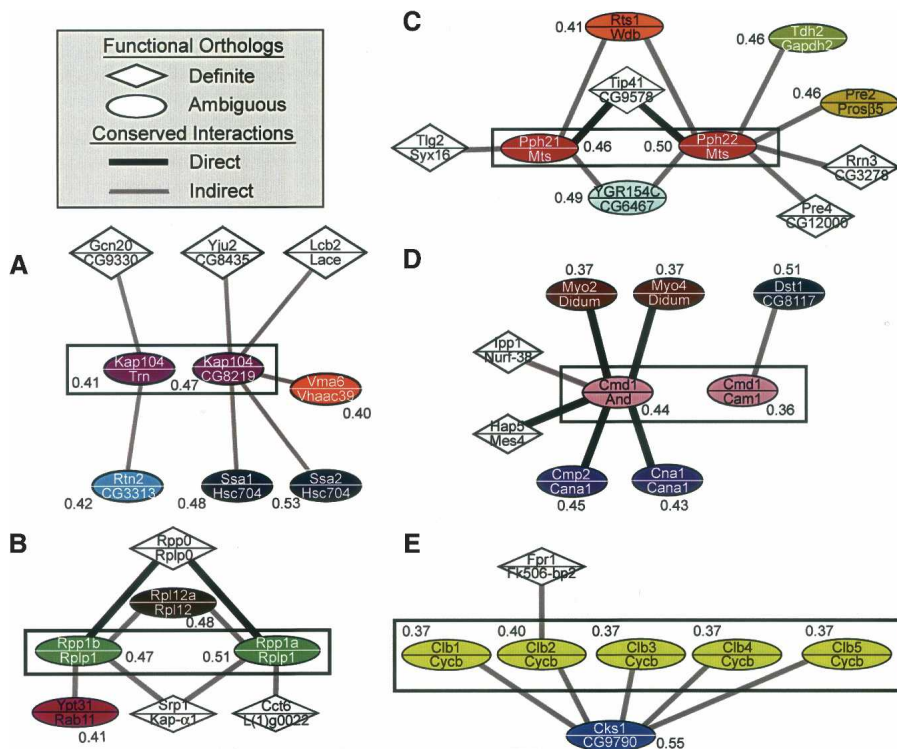 Functional Orthologs
Definite
Ambiguous
Conserved Interactions
Direct
Indirect
A
Gcn20
CG9330
Yju2
CG8435
Lcb2
Lace
Kap104
Trn
0.41
Kap104
CG8219
0.47
Vma6
Vhaac39
0.40
Rtn2
CG3313
0.42
Ssa1
Hsc704
0.48
Ssa2
Hsc704
0.53
B
Rpp0
Rplp0
Rpl12a
Rpl12
0.48
Rpp1b
Rplp1
0.47
Rpp1a
Rplp1
0.51
Ypt31
Rab11
0.41
Srp1
Kap-α1
Cct6
L(1)g0022
C
0.41
Rts1
Wdb
0.46
Tdh2
Gapdh2
Tip41
CG9578
0.46
Pre2
Prosβ5
Tlg2
Syx16
Pph21
Mts
0.46
0.50
Pph22
Mts
Rrn3
CG3278
0.49
YGR154C
CG6467
Pre4
CG12000
D
0.37
Myo2
Didum
0.37
Myo4
Didum
0.51
Dst1
CG8117
Ipp1
Nurf-38
Cmd1
And
0.44
Cmd1
Cam1
0.36
Hap5
Mes4
Cmp2
Cana1
0.45
Cna1
Cana1
0.43
E
Fpr1
Fk506-bp2
0.37
Clb1
Cycb
0.40
Clb2
Cycb
0.37
Clb3
Cycb
0.37
Clb4
Cycb
0.37
Clb5
Cycb
Cks1
CG9790
0.55